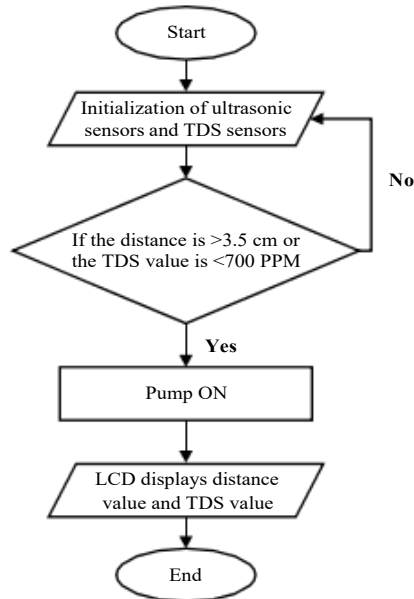 Start
Initialization of ultrasonic
sensors and TDS sensors
No
If the distance is >3.5 cm or
the TDS value is <700 PPM
Yes
Pump ON
LCD displays distance
value and TDS value
End